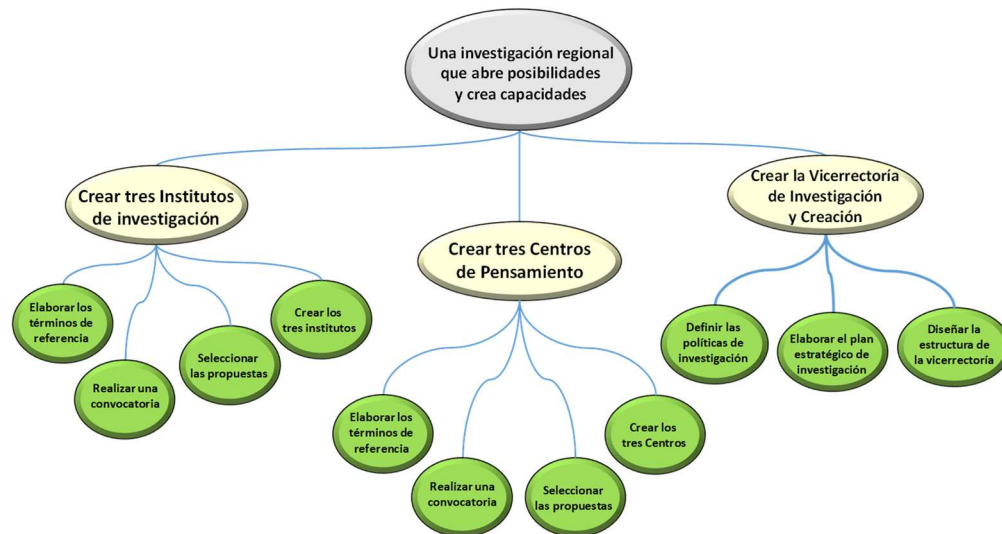 Una investigación regional
que abre posibilidades
y crea capacidades
Crear tres Institutos
de investigación
Crear tres Centros
de Pensamiento
Crear la Vicerrectoría
de Investigación
y Creación
Elaborar los
términos de
referencia
Realizar una
convocatoria
Seleccionar
las propuestas
Crear los
tres institutos
Elaborar los
términos de
referencia
Realizar una
convocatoria
Seleccionar
las propuestas
Crear los
tres Centros
Definir las
políticas de
investigación
Elaborar el plan
estratégico de
investigación
Diseñar la
estructura de
la vicerrectoría